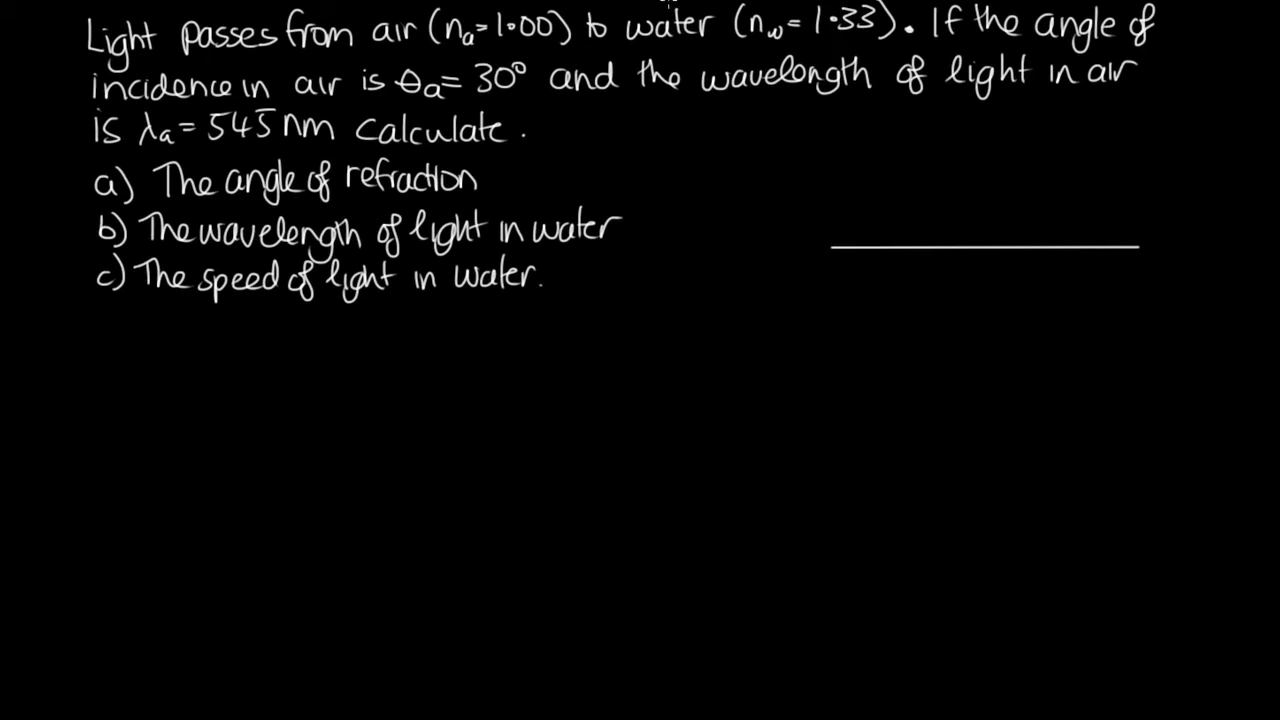 Light passes from air (nₐ=1·00) to water (n_w=1·33). If the angle of
incidence in air is θₐ= 30° and the wavelength of light in air
is λₐ= 545 nm calculate.
a) The angle of refraction
b) The wavelength of light in water
c) The speed of light in water.